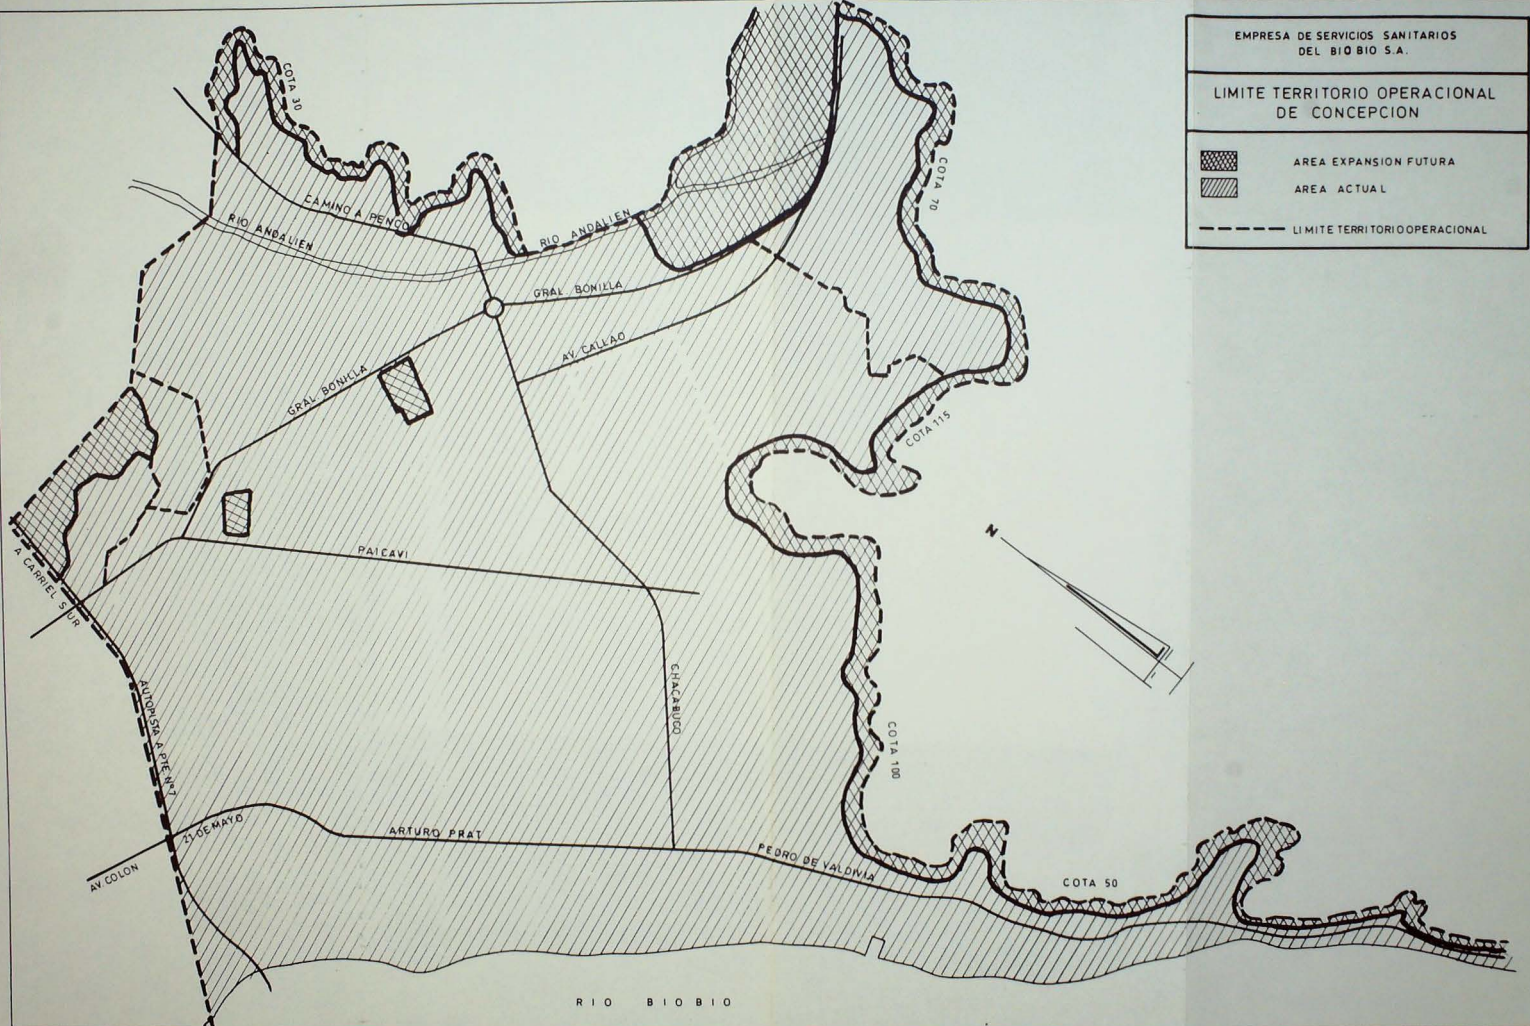 EMPRESA DE SERVICIOS SANITARIOS
DEL BIO BIO S.A.
LIMITE TERRITORIO OPERACIONAL
DE CONCEPCION
AREA EXPANSION FUTURA
AREA ACTUAL
LIMITE TERRITORIO OPERACIONAL
COTA 30
CAMINO A PENCO
RIO ANDALIEN
RIO ANDALIEN
COTA 70
GRAL BONILLA
AV. CALLAO
GRAL BONILLA
COTA 115
N
PAICAVI
A CARRIEL SUR
CHACABUCO
AUTOPISTA A PTE Nº7
COTA 100
21 DE MAYO
ARTURO PRAT
PEDRO DE VALDIVIA
AV. COLON
COTA 50
RIO BIOBIO